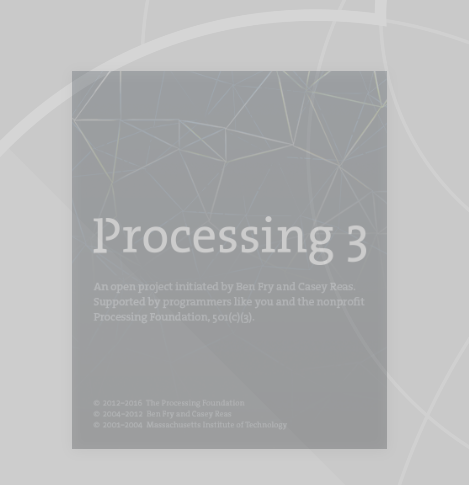 Processing 3
An open project initiated by Ben Fry and Casey Reas.
Supported by programmers like you and the nonprofit
Processing Foundation, 501(c)(3).
© 2012–2016 The Processing Foundation
© 2004–2012 Ben Fry and Casey Reas
© 2001–2004 Massachusetts Institute of Technology